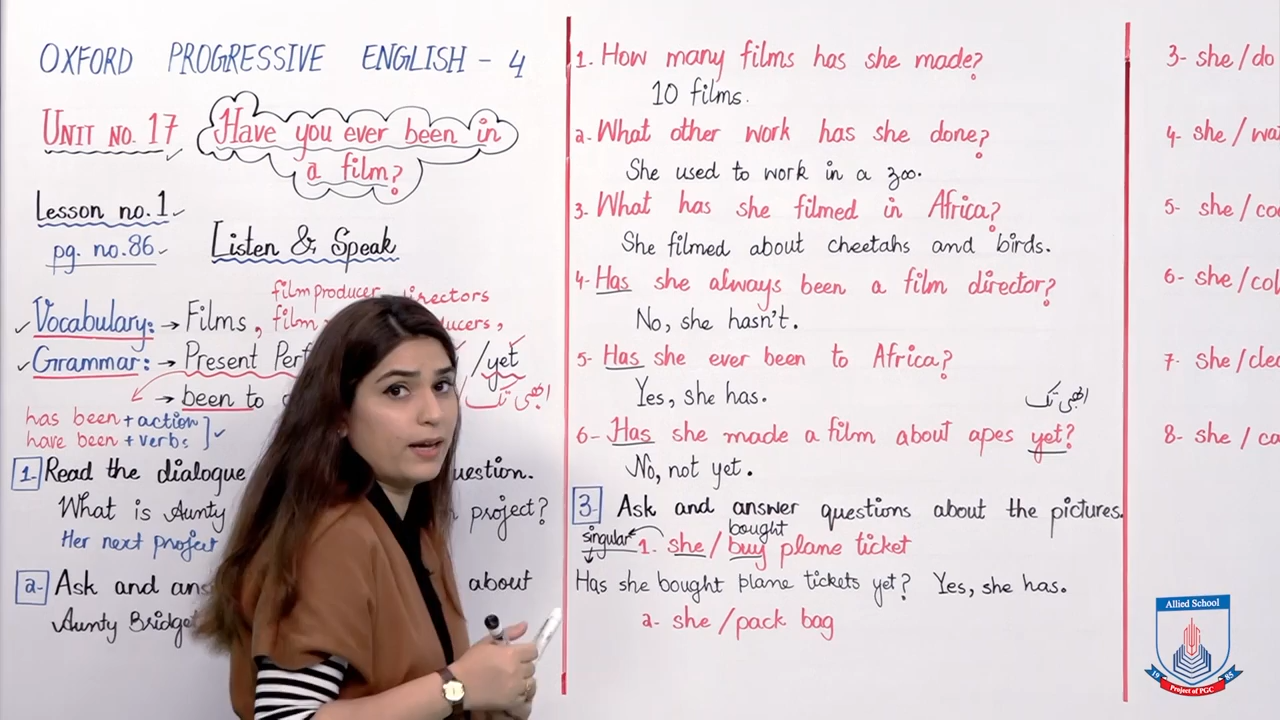 OXFORD PROGRESSIVE ENGLISH - 4
UNIT NO. 17
Have you ever been in
a film?
Lesson no. 1
pg. no. 86
Listen & Speak
film producer
directors
Vocabulary: → Films, film
Grammar: → Present /yet
→ been to
ابھی تک
has been + action
have been + verbs
1. Read the dialogue question.
What is Aunty project?
Her next project
2- Ask and about
Aunty
1. How many films has she made?
10 films.
2. What other work has she done?
She used to work in a zoo.
3. What has she filmed in Africa?
She filmed about cheetahs and birds.
4- Has she always been a film director?
No, she hasn't.
5- Has she ever been to Africa?
Yes, she has.
ابھی تک
6- Has she made a film about apes yet?
No, not yet.
3- Ask and answer questions about the pictures.
bought
singular
1. she / buy plane ticket
Has she bought plane tickets yet? Yes, she has.
2- she / pack bag
3- she / do
4- she /
5- she /
6- she /
7- she /
8- she /
Allied School
1985
Project of PGC